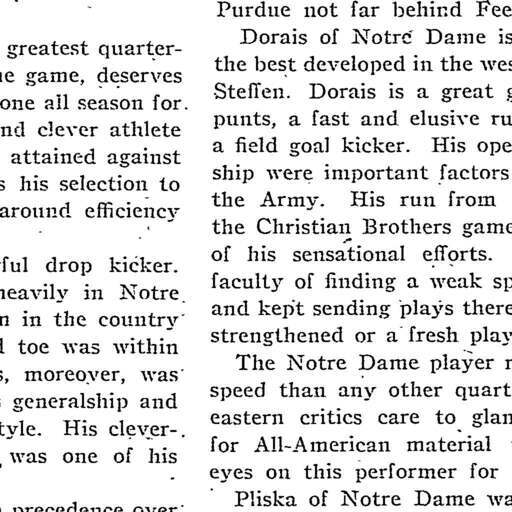 greatest quarter-
game, deserves
one all season for
nd clever athlete
attained against
s his selection to
around efficiency
ful drop kicker.
heavily in Notre
n in the country
toe was within
s, moreover, was
generalship and
tyle. His clever-
was one of his
precedence over
Purdue not far behind Fee
Dorais of Notre Dame is
the best developed in the wes
Steffen. Dorais is a great g
punts, a fast and elusive ru
a field goal kicker. His ope
ship were important factors
the Army. His run from
the Christian Brothers game
of his sensational efforts.
faculty of finding a weak sp
and kept sending plays there
strengthened or a fresh play
The Notre Dame player r
speed than any other quart
eastern critics care to glan
for All-American material
eyes on this performer for
Pliska of Notre Dame wa